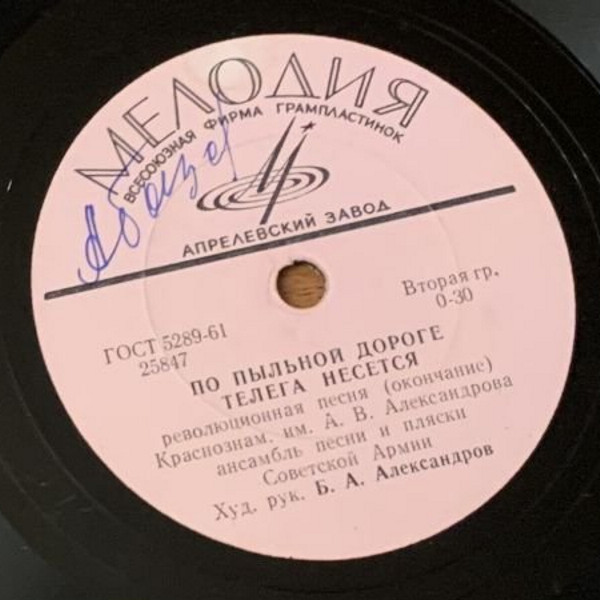 МЕЛОДИЯ
ВСЕСОЮЗНАЯ ФИРМА ГРАМПЛАСТИНОК
АПРЕЛЕВСКИЙ ЗАВОД
ГОСТ 5289-61
25847
Вторая гр.
0-30
ПО ПЫЛЬНОЙ ДОРОГЕ
ТЕЛЕГА НЕСЕТСЯ
революционная песня (окончание)
Краснознам. им. А. В. Александрова
ансамбль песни и пляски
Советской Армии
Худ. рук. Б. А. Александров